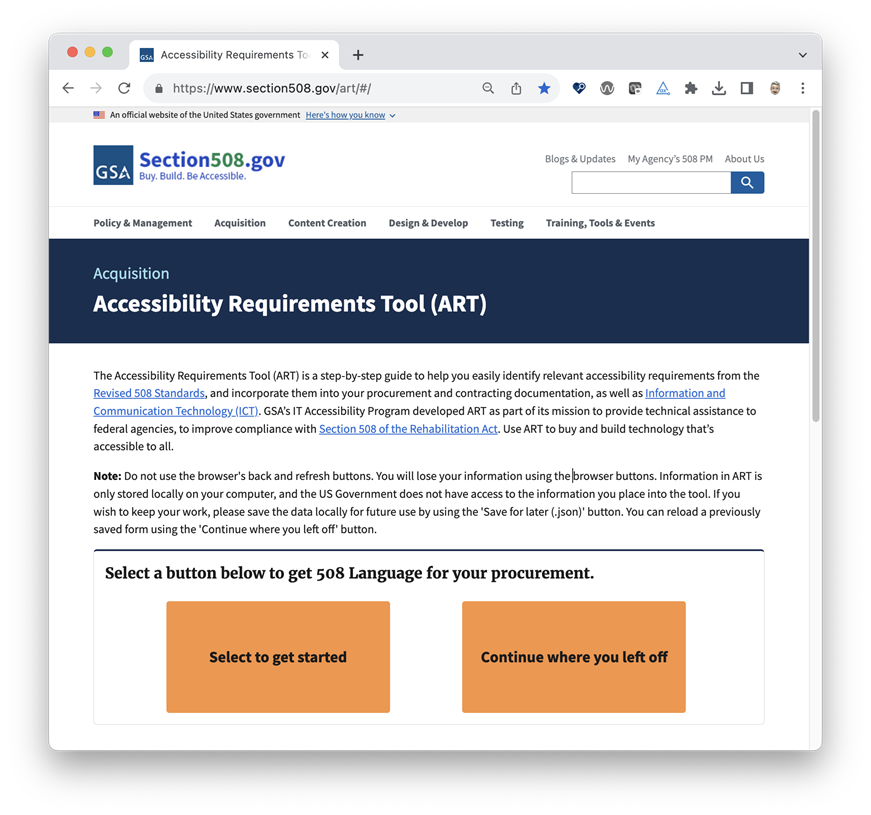 Accessibility Requirements To
https://www.section508.gov/art/#/
An official website of the United States government Here's how you know
GSA
Section508.gov
Buy. Build. Be Accessible.
Blogs & Updates My Agency's 508 PM About Us
Policy & Management Acquisition Content Creation Design & Develop Testing Training, Tools & Events
Acquisition
Accessibility Requirements Tool (ART)
The Accessibility Requirements Tool (ART) is a step-by-step guide to help you easily identify relevant accessibility requirements from the
Revised 508 Standards, and incorporate them into your procurement and contracting documentation, as well as Information and
Communication Technology (ICT). GSA's IT Accessibility Program developed ART as part of its mission to provide technical assistance to
federal agencies, to improve compliance with Section 508 of the Rehabilitation Act. Use ART to buy and build technology that's
accessible to all.
Note: Do not use the browser's back and refresh buttons. You will lose your information using the browser buttons. Information in ART is
only stored locally on your computer, and the US Government does not have access to the information you place into the tool. If you
wish to keep your work, please save the data locally for future use by using the 'Save for later (.json)' button. You can reload a previously
saved form using the 'Continue where you left off' button.
Select a button below to get 508 Language for your procurement.
Select to get started
Continue where you left off